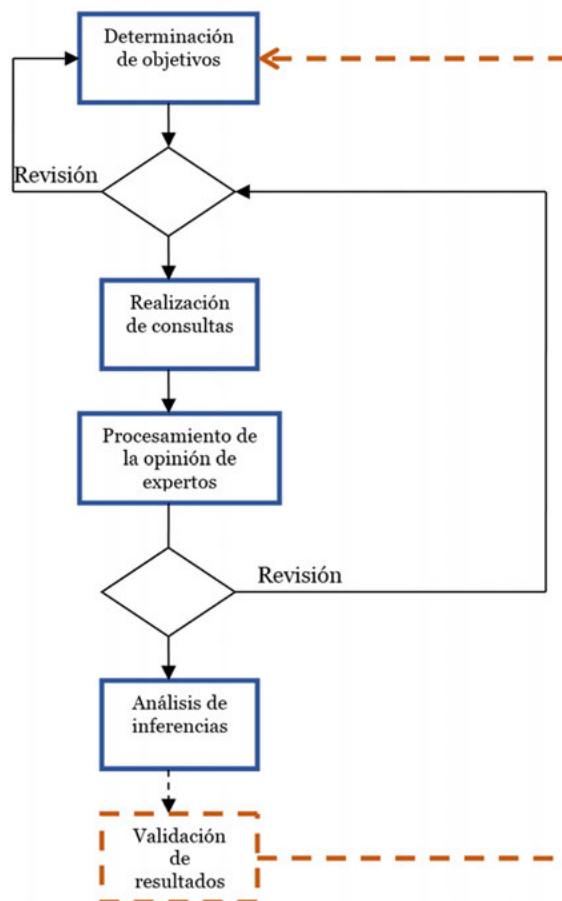 Determinación
de objetivos
Revisión
Realización
de consultas
Procesamiento de
la opinión de
expertos
Revisión
Análisis de
inferencias
Validación
de
resultados